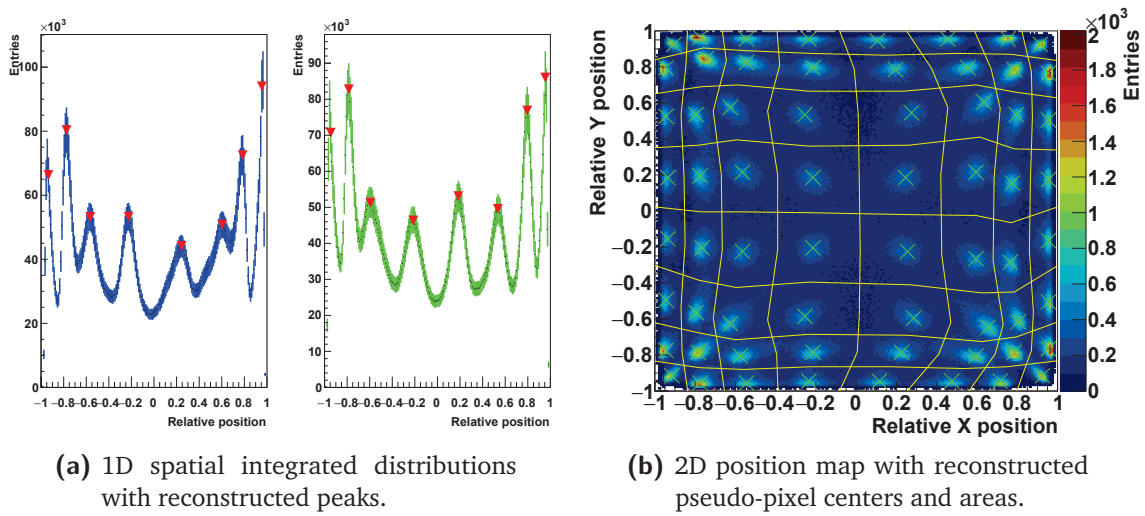 ×10³
Entries
100
80
60
40
20
0
−1 −0.8 −0.6 −0.4 −0.2 0 0.2 0.4 0.6 0.8 1
Relative position
×10³
Entries
90
80
70
60
50
40
30
20
10
0
−1 −0.8 −0.6 −0.4 −0.2 0 0.2 0.4 0.6 0.8 1
Relative position
(a) 1D spatial integrated distributions
with reconstructed peaks.
Relative Y position
1
0.8
0.6
0.4
0.2
0
−0.2
−0.4
−0.6
−0.8
−1
−1 −0.8 −0.6 −0.4 −0.2 0 0.2 0.4 0.6 0.8 1
Relative X position
×10³
Entries
2
1.8
1.6
1.4
1.2
1
0.8
0.6
0.4
0.2
0
(b) 2D position map with reconstructed
pseudo-pixel centers and areas.